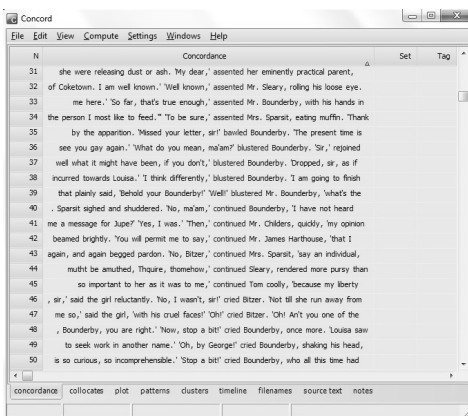 Concord
File Edit View Compute Settings Windows Help
N Concordance Set Tag
31 she were releasing dust or ash. 'My dear,' assented her eminently practical parent,
32 of Coketown. I am well known.' 'Well known,' assented Mr. Sleary, rolling his loose eye.
33 me here.' 'So far, that's true enough,' assented Mr. Bounderby, with his hands in
34 the person I most like to feed.'" 'To be sure,' assented Mrs. Sparsit, eating muffin. 'Thank
35 by the apparition. 'Missed your letter, sir!' bawled Bounderby. 'The present time is
36 see you gay again.' 'What do you mean, ma'am?' blustered Bounderby. 'Sir,' rejoined
37 well what it might have been, if you don't,' blustered Bounderby. 'Dropped, sir, as if
38 incurred towards Louisa.' 'I think differently,' blustered Bounderby. 'I am going to finish
39 that plainly said, 'Behold your Bounderby!' 'Well!' blustered Mr. Bounderby, 'what's the
40 . Sparsit sighed and shuddered. 'No, ma'am,' continued Bounderby, 'I have not heard
41 me a message for Jupe?' 'Yes, I was.' 'Then,' continued Mr. Childers, quickly, 'my opinion
42 beamed brightly. 'You will permit me to say,' continued Mr. James Harthouse, 'that I
43 again, and again begged pardon. 'No, Bitzer,' continued Mrs. Sparsit, 'say an individual,
44 mutht be amuthed, Thquire, thomehow,' continued Sleary, rendered more pursy than
45 so important to her as it was to me,' continued Tom coolly, 'because my liberty
46 , sir,' said the girl reluctantly. 'No, I wasn't, sir!' cried Bitzer. 'Not till she run away from
47 me so,' said the girl, 'with his cruel faces!' 'Oh!' cried Bitzer. 'Oh! An't you one of the
48 , Bounderby, you are right.' 'Now, stop a bit!' cried Bounderby, once more. 'Louisa saw
49 to seek work in another name.' 'Oh, by George!' cried Bounderby, shaking his head,
50 is so curious, so incomprehensible.' 'Stop a bit!' cried Bounderby, who all this time had
concordance collocates plot patterns clusters timeline filenames source text notes